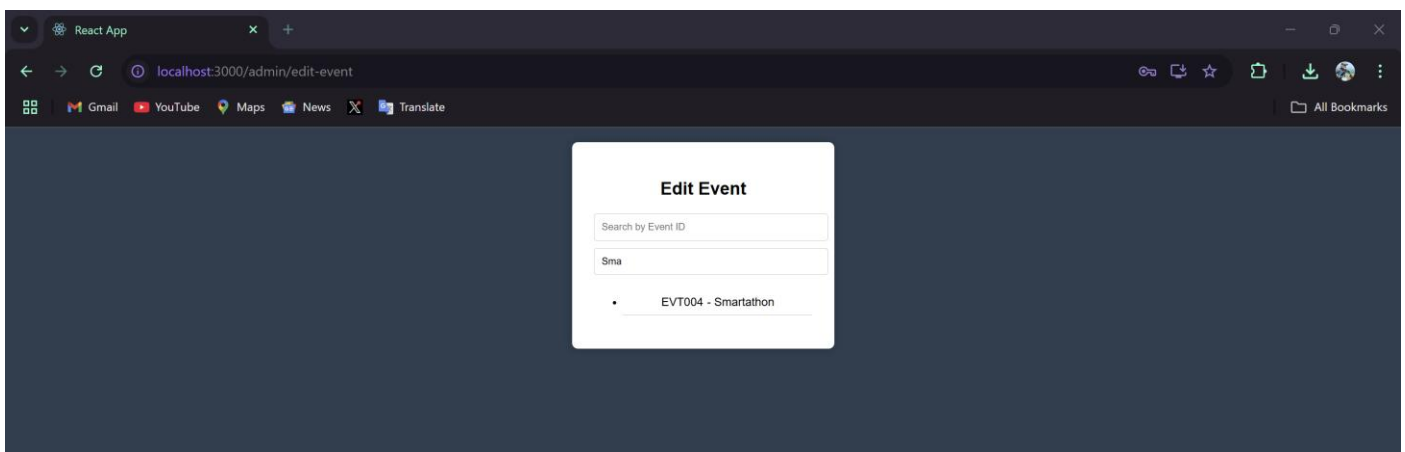 React App
localhost:3000/admin/edit-event
Gmail YouTube Maps News Translate All Bookmarks
Edit Event
Search by Event ID
Sma
EVT004 - Smartathon